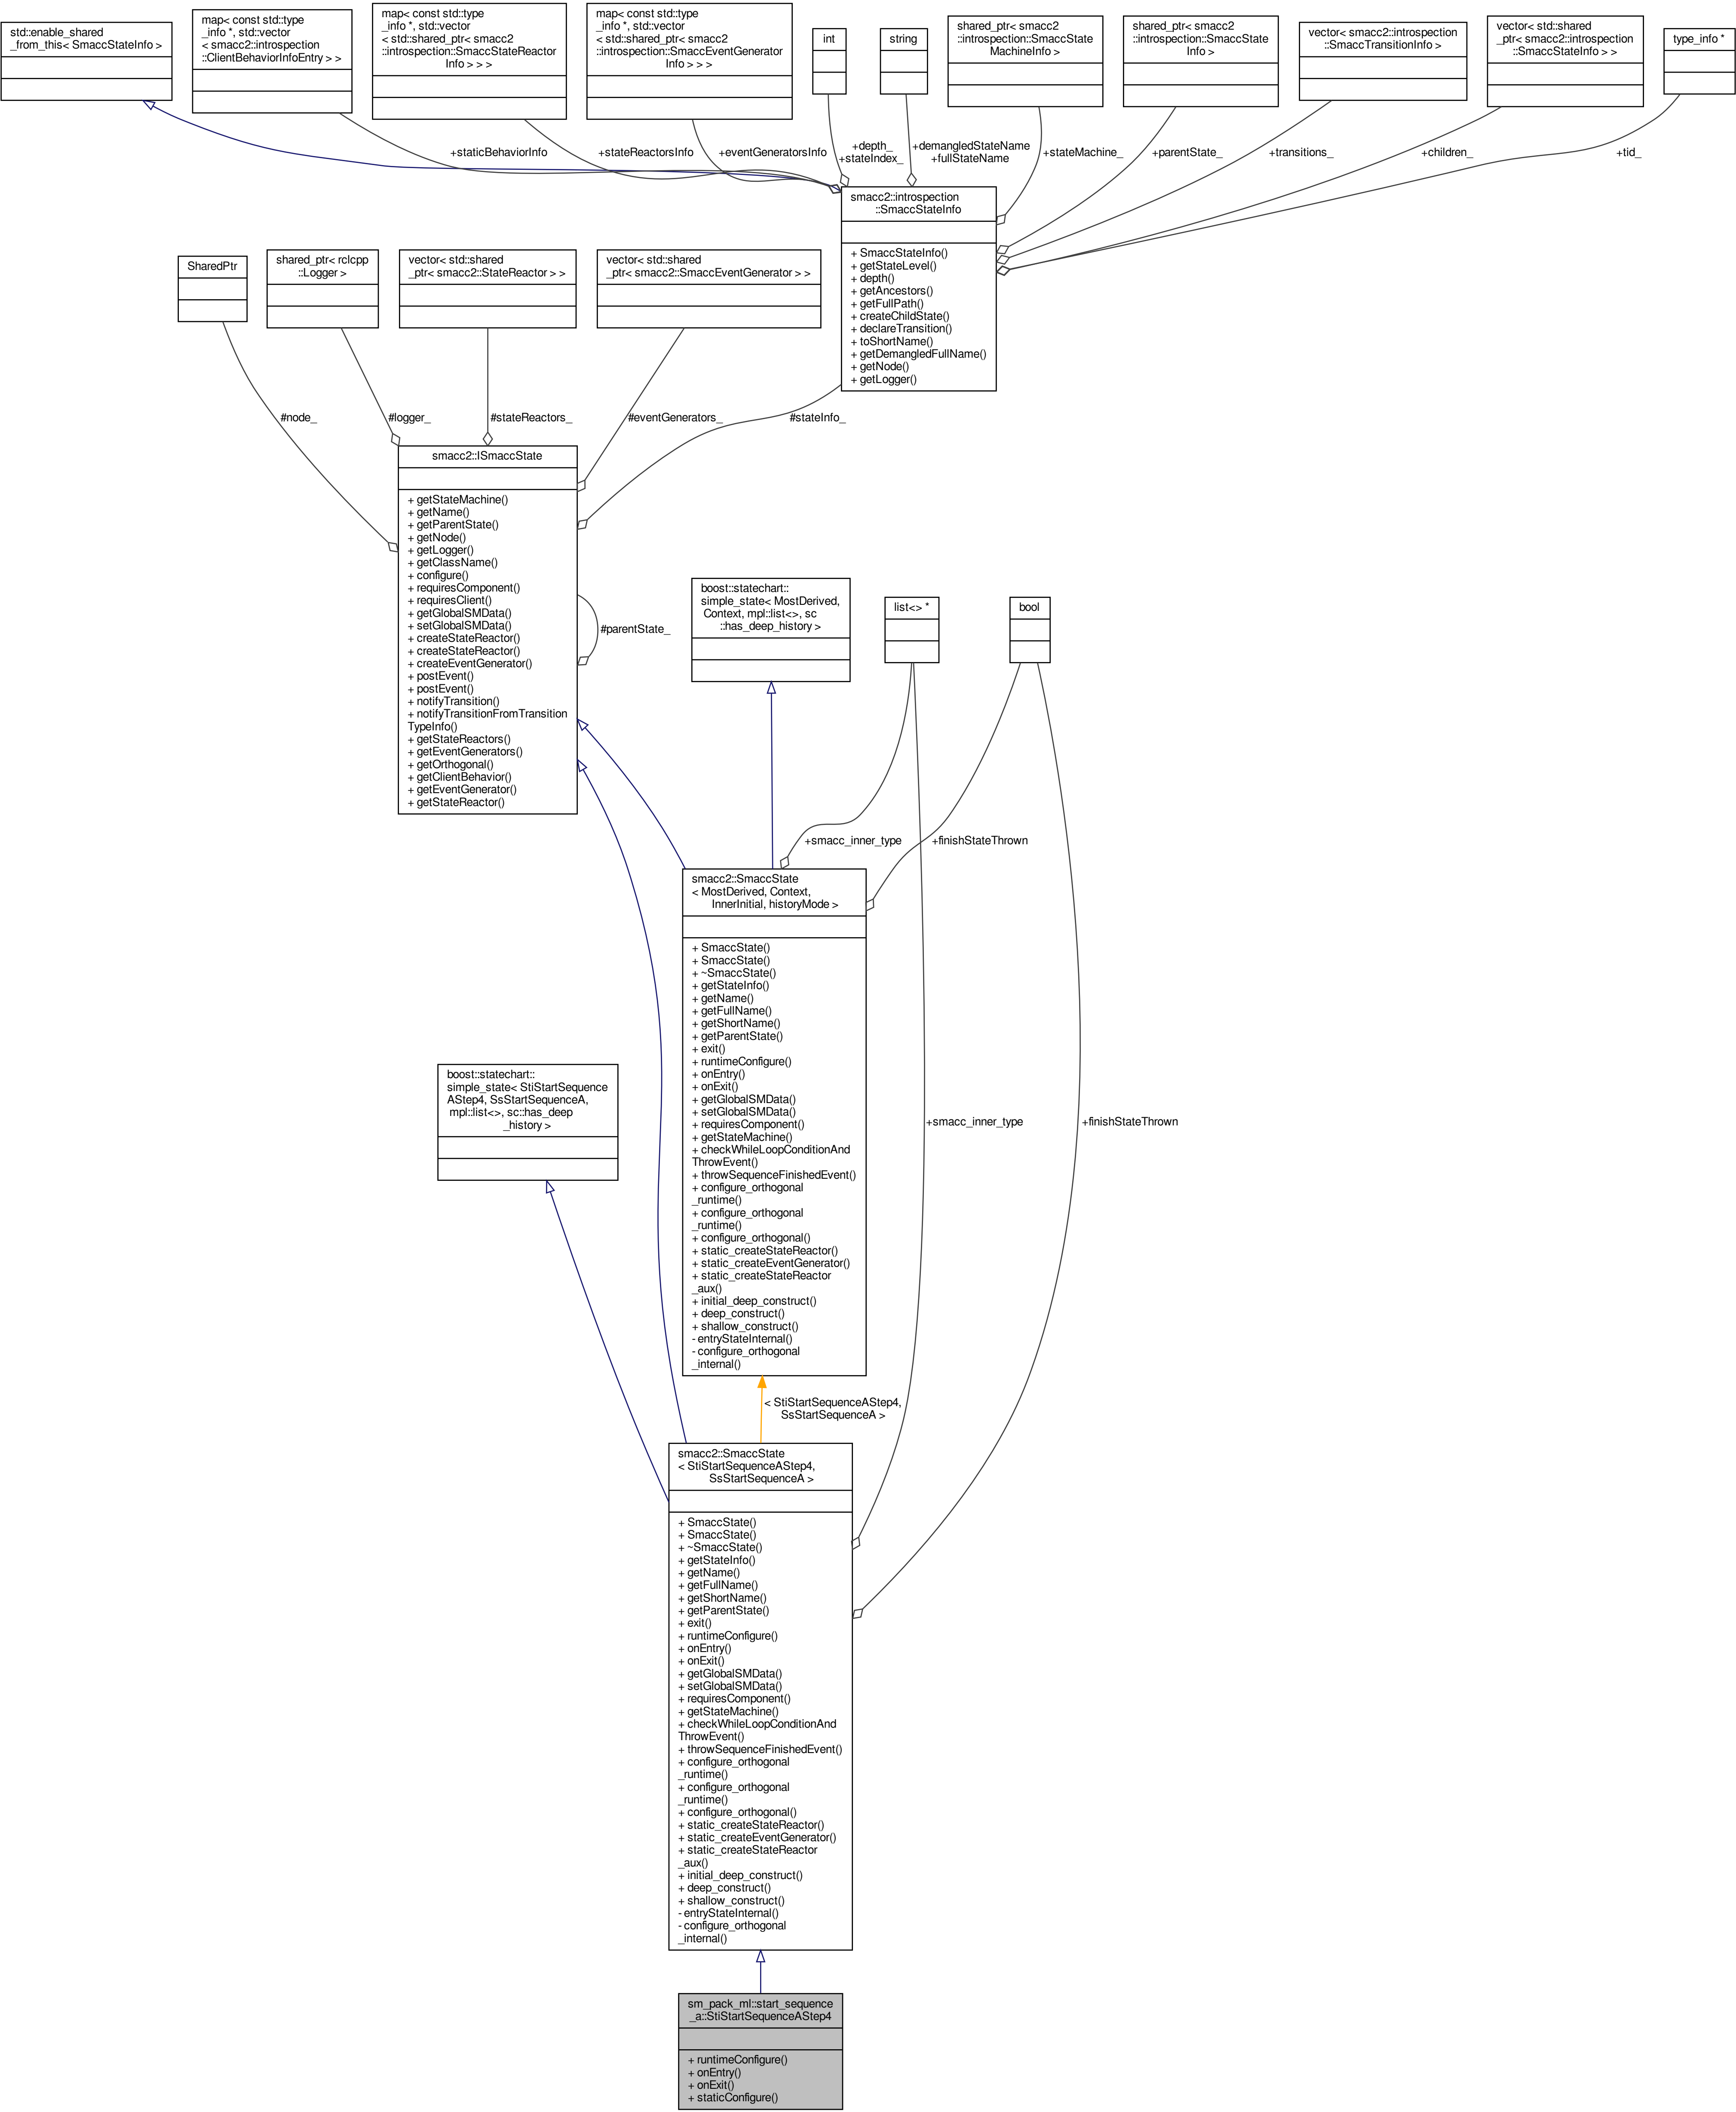 std::enable_shared
_from_this< SmaccStateInfo >
map< const std::type
_info *, std::vector
< smacc2::introspection
::ClientBehaviorInfoEntry > >
map< const std::type
_info *, std::vector
< std::shared_ptr< smacc2
::introspection::SmaccStateReactor
Info > > >
map< const std::type
_info *, std::vector
< std::shared_ptr< smacc2
::introspection::SmaccEventGenerator
Info > > >
int
string
shared_ptr< smacc2
::introspection::SmaccState
MachineInfo >
shared_ptr< smacc2
::introspection::SmaccState
Info >
vector< smacc2::introspection
::SmaccTransitionInfo >
vector< std::shared
_ptr< smacc2::introspection
::SmaccStateInfo > >
type_info *
+staticBehaviorInfo
+stateReactorsInfo
+eventGeneratorsInfo
+depth_
+stateIndex_
+demangledStateName
+fullStateName
+stateMachine_
+parentState_
+transitions_
+children_
+tid_
smacc2::introspection
::SmaccStateInfo
+ SmaccStateInfo()
+ getStateLevel()
+ depth()
+ getAncestors()
+ getFullPath()
+ createChildState()
+ declareTransition()
+ toShortName()
+ getDemangledFullName()
+ getNode()
+ getLogger()
SharedPtr
shared_ptr< rclcpp
::Logger >
vector< std::shared
_ptr< smacc2::StateReactor > >
vector< std::shared
_ptr< smacc2::SmaccEventGenerator > >
#node_
#logger_
#stateReactors_
#eventGenerators_
#stateInfo_
smacc2::ISmaccState
+ getStateMachine()
+ getName()
+ getParentState()
+ getNode()
+ getLogger()
+ getClassName()
+ configure()
+ requiresComponent()
+ requiresClient()
+ getGlobalSMData()
+ setGlobalSMData()
+ createStateReactor()
+ createStateReactor()
+ createEventGenerator()
+ postEvent()
+ postEvent()
+ notifyTransition()
+ notifyTransitionFromTransition
TypeInfo()
+ getStateReactors()
+ getEventGenerators()
+ getOrthogonal()
+ getClientBehavior()
+ getEventGenerator()
+ getStateReactor()
#parentState_
boost::statechart::
simple_state< MostDerived,
Context, mpl::list<>, sc
::has_deep_history >
list<> *
bool
+smacc_inner_type
+finishStateThrown
smacc2::SmaccState
< MostDerived, Context,
InnerInitial, historyMode >
+ SmaccState()
+ SmaccState()
+ ~SmaccState()
+ getStateInfo()
+ getName()
+ getFullName()
+ getShortName()
+ getParentState()
+ exit()
+ runtimeConfigure()
+ onEntry()
+ onExit()
+ getGlobalSMData()
+ setGlobalSMData()
+ requiresComponent()
+ getStateMachine()
+ checkWhileLoopConditionAnd
ThrowEvent()
+ throwSequenceFinishedEvent()
+ configure_orthogonal
_runtime()
+ configure_orthogonal
_runtime()
+ configure_orthogonal()
+ static_createStateReactor()
+ static_createEventGenerator()
+ static_createStateReactor
_aux()
+ initial_deep_construct()
+ deep_construct()
+ shallow_construct()
- entryStateInternal()
- configure_orthogonal
_internal()
boost::statechart::
simple_state< StiStartSequence
AStep4, SsStartSequenceA,
mpl::list<>, sc::has_deep
_history >
+smacc_inner_type
+finishStateThrown
< StiStartSequenceAStep4,
SsStartSequenceA >
smacc2::SmaccState
< StiStartSequenceAStep4,
SsStartSequenceA >
+ SmaccState()
+ SmaccState()
+ ~SmaccState()
+ getStateInfo()
+ getName()
+ getFullName()
+ getShortName()
+ getParentState()
+ exit()
+ runtimeConfigure()
+ onEntry()
+ onExit()
+ getGlobalSMData()
+ setGlobalSMData()
+ requiresComponent()
+ getStateMachine()
+ checkWhileLoopConditionAnd
ThrowEvent()
+ throwSequenceFinishedEvent()
+ configure_orthogonal
_runtime()
+ configure_orthogonal
_runtime()
+ configure_orthogonal()
+ static_createStateReactor()
+ static_createEventGenerator()
+ static_createStateReactor
_aux()
+ initial_deep_construct()
+ deep_construct()
+ shallow_construct()
- entryStateInternal()
- configure_orthogonal
_internal()
sm_pack_ml::start_sequence
_a::StiStartSequenceAStep4
+ runtimeConfigure()
+ onEntry()
+ onExit()
+ staticConfigure()